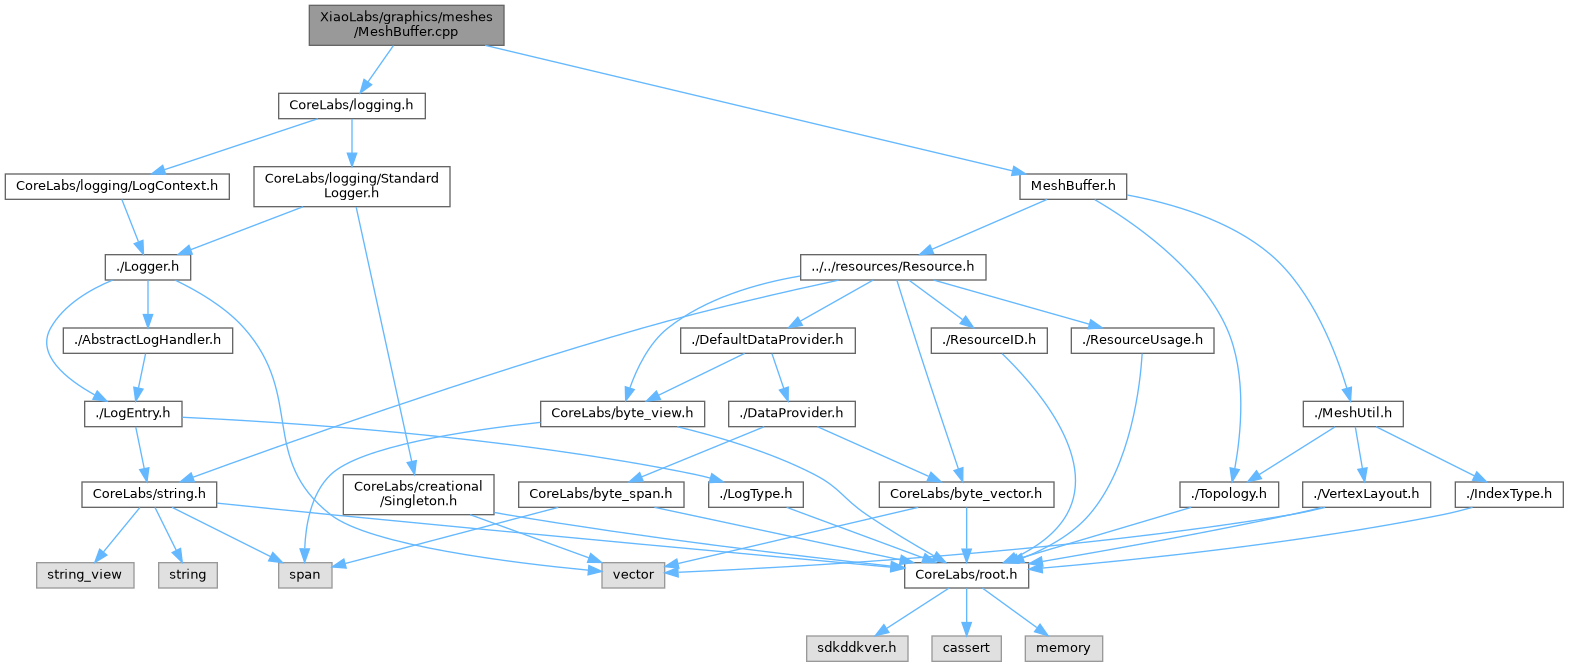 XiaoLabs/graphics/meshes
/MeshBuffer.cpp
CoreLabs/logging.h
CoreLabs/logging/LogContext.h
CoreLabs/logging/Standard
Logger.h
MeshBuffer.h
./Logger.h
../../resources/Resource.h
./AbstractLogHandler.h
./DefaultDataProvider.h
./ResourceID.h
./ResourceUsage.h
./LogEntry.h
CoreLabs/byte_view.h
./DataProvider.h
./MeshUtil.h
CoreLabs/string.h
CoreLabs/creational
/Singleton.h
CoreLabs/byte_span.h
./LogType.h
CoreLabs/byte_vector.h
./Topology.h
./VertexLayout.h
./IndexType.h
string_view
string
span
vector
CoreLabs/root.h
sdkddkver.h
cassert
memory